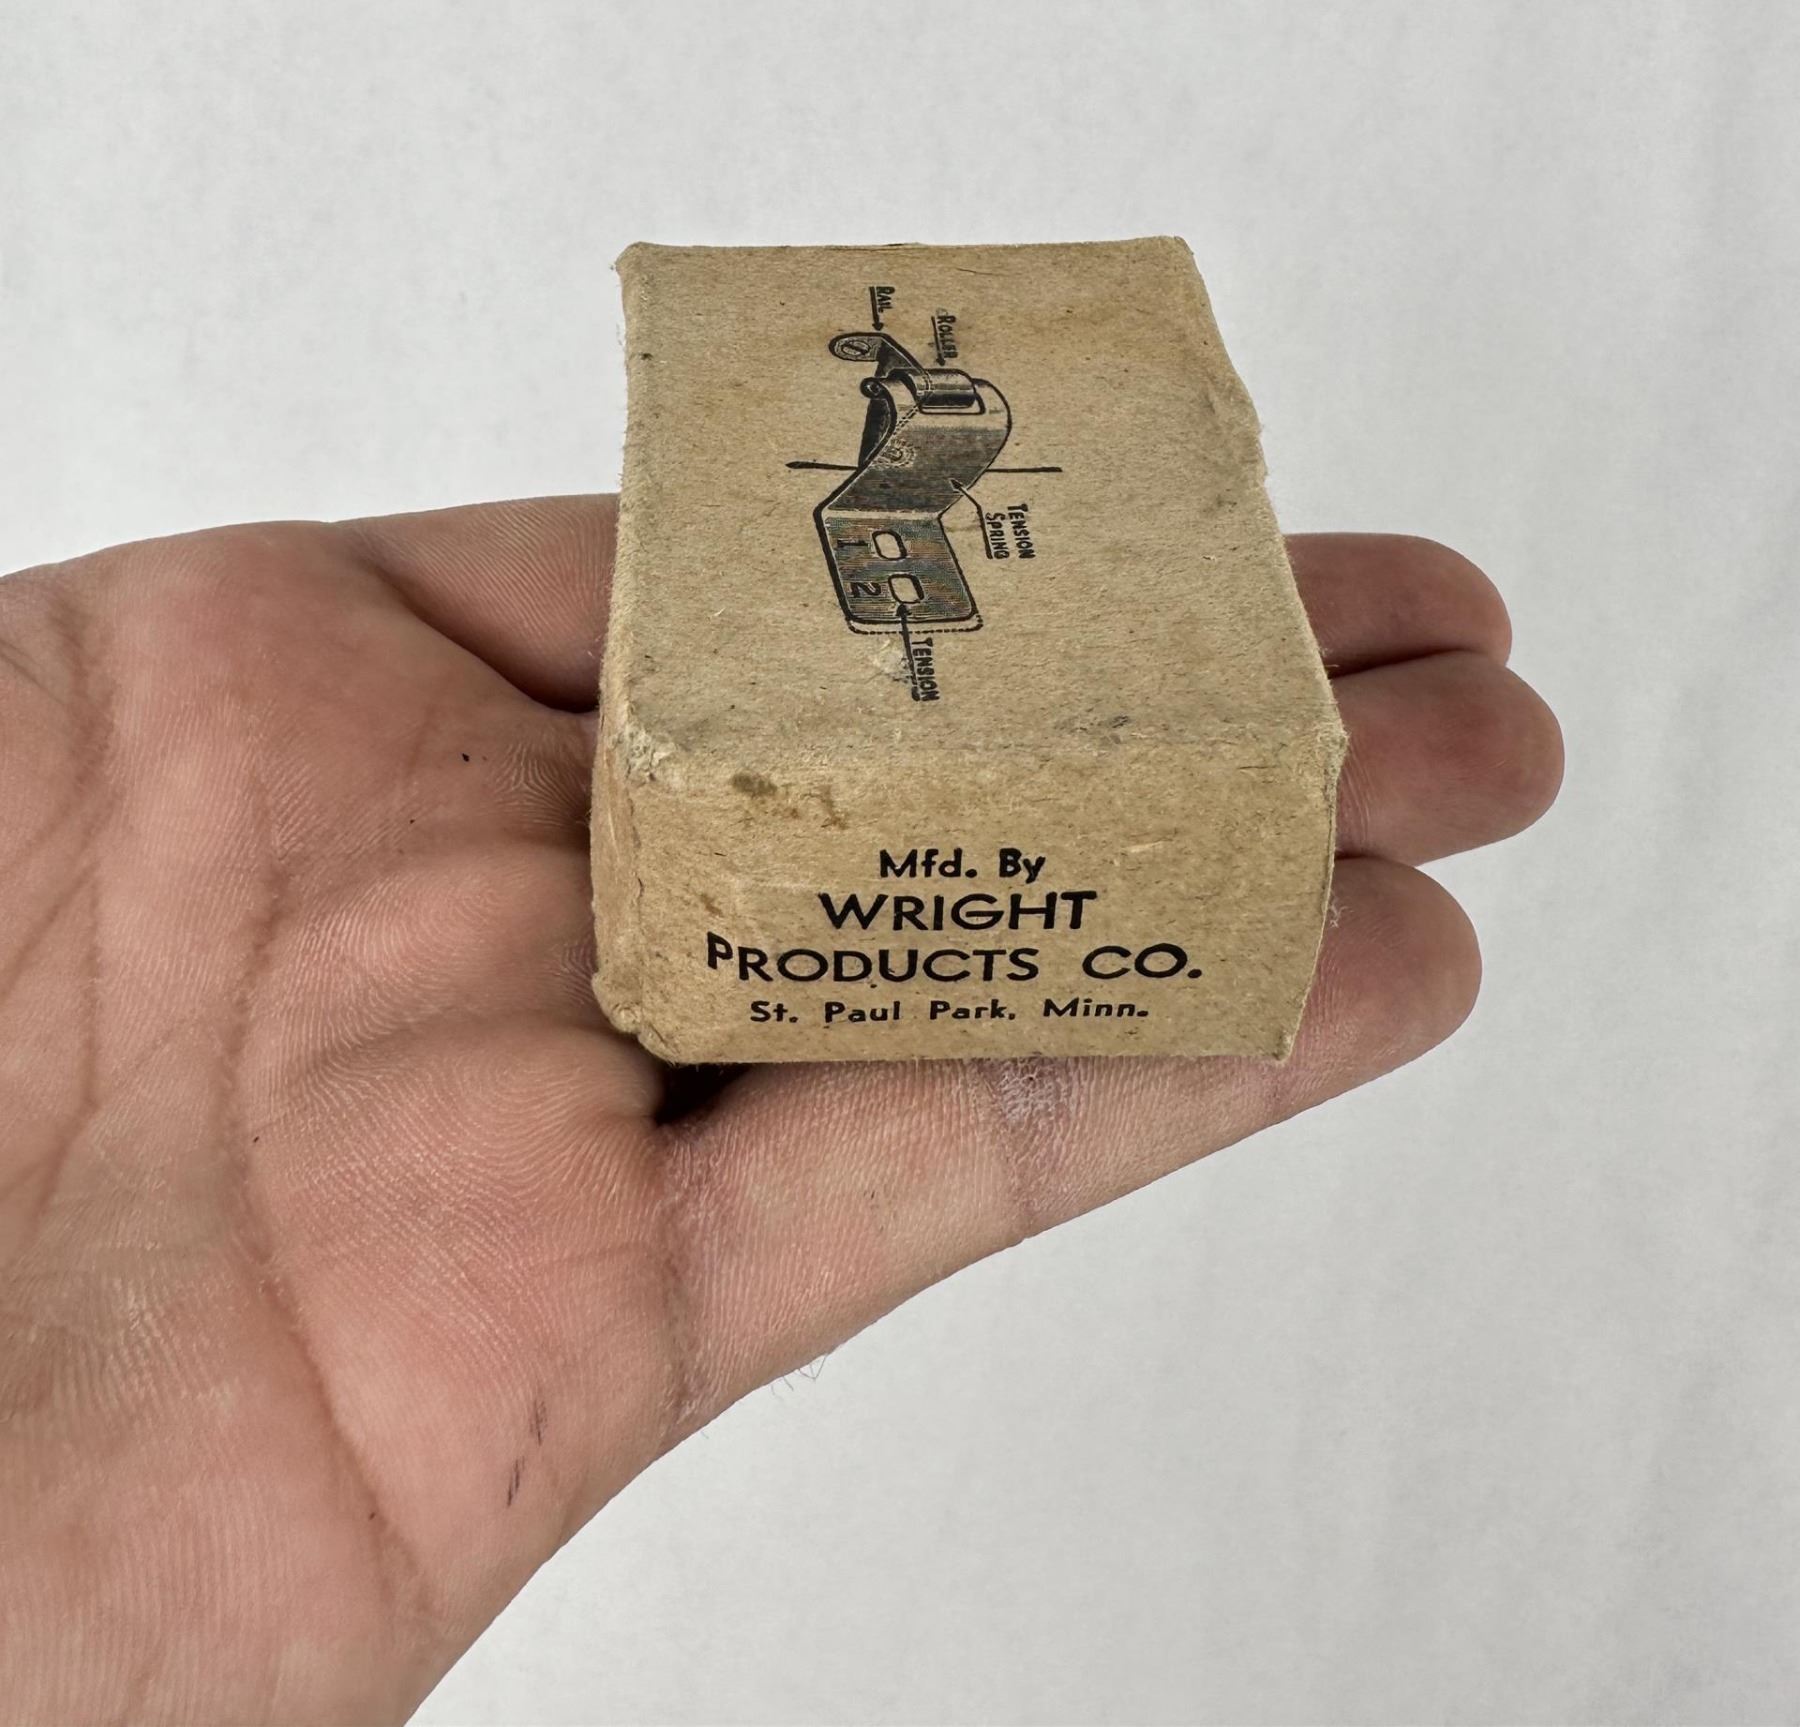 RAIL
ROLLER
TENSION
SPRING
1
2
TENSION
Mfd. By
WRIGHT
PRODUCTS CO.
St. Paul Park, Minn.